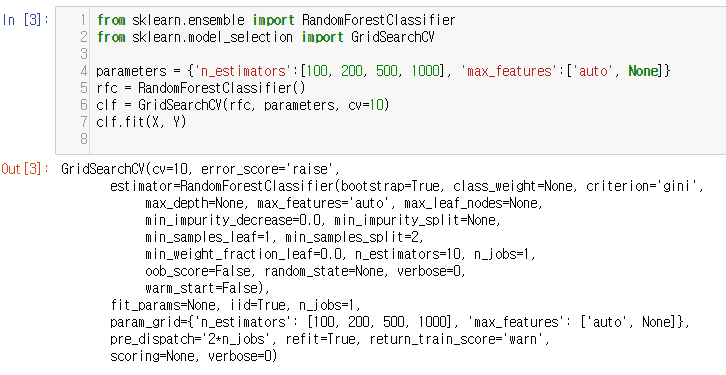 In [3]:
1 from sklearn.ensemble import RandomForestClassifier
2 from sklearn.model_selection import GridSearchCV
3
4 parameters = {'n_estimators':[100, 200, 500, 1000], 'max_features':['auto', None]}
5 rfc = RandomForestClassifier()
6 clf = GridSearchCV(rfc, parameters, cv=10)
7 clf.fit(X, Y)
8
Out[3]: GridSearchCV(cv=10, error_score='raise',
estimator=RandomForestClassifier(bootstrap=True, class_weight=None, criterion='gini',
max_depth=None, max_features='auto', max_leaf_nodes=None,
min_impurity_decrease=0.0, min_impurity_split=None,
min_samples_leaf=1, min_samples_split=2,
min_weight_fraction_leaf=0.0, n_estimators=10, n_jobs=1,
oob_score=False, random_state=None, verbose=0,
warm_start=False),
fit_params=None, iid=True, n_jobs=1,
param_grid={'n_estimators': [100, 200, 500, 1000], 'max_features': ['auto', None]},
pre_dispatch='2*n_jobs', refit=True, return_train_score='warn',
scoring=None, verbose=0)